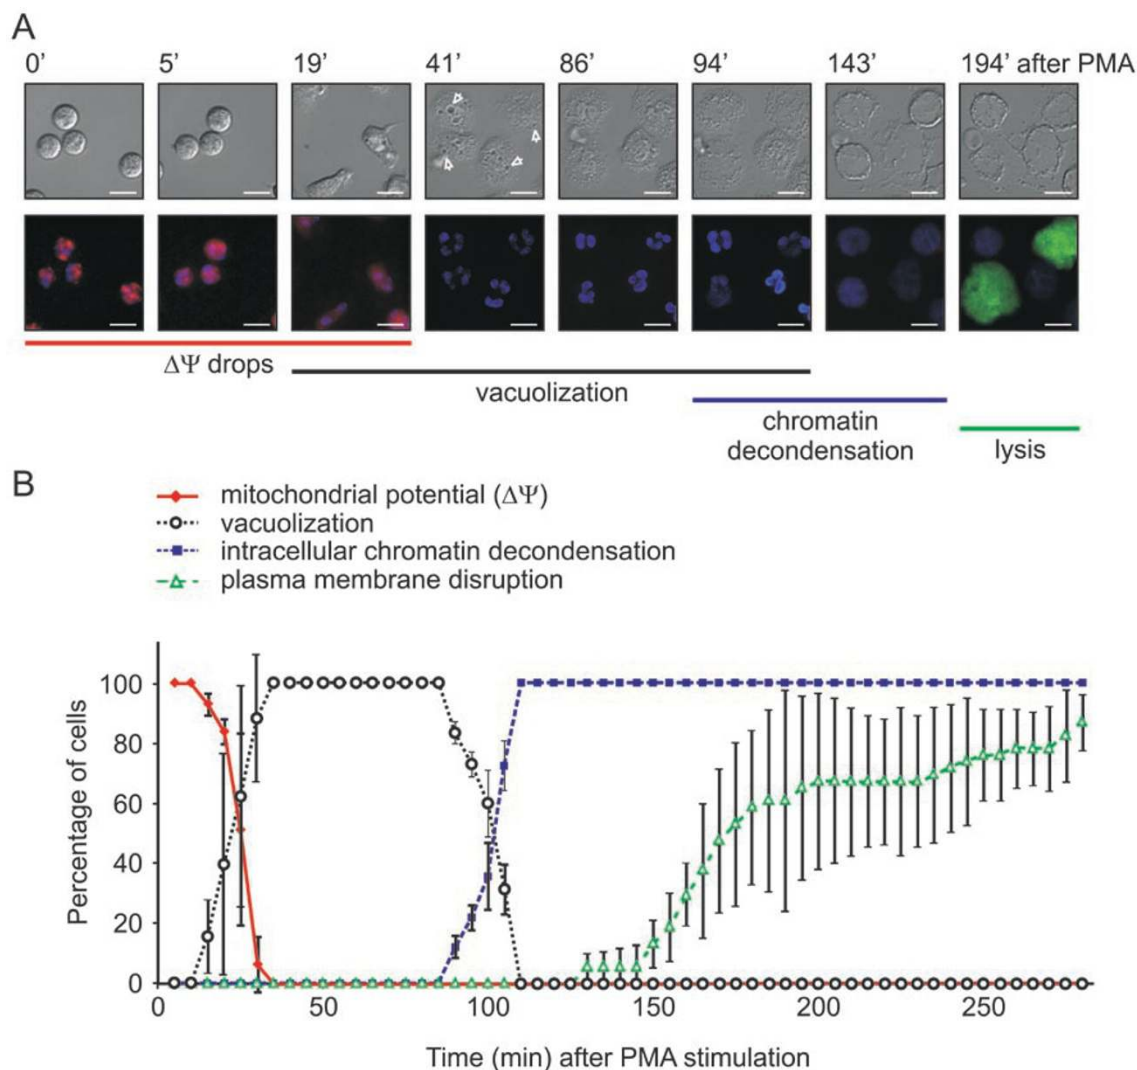 A
0’ 5’ 19’ 41’ 86’ 94’ 143’ 194’ after PMA
ΔΨ drops
vacuolization
chromatin
decondensation
lysis
B
mitochondrial potential (ΔΨ)
vacuolization
intracellular chromatin decondensation
plasma membrane disruption
Percentage of cells
100
80
60
40
20
0
0 50 100 150 200 250
Time (min) after PMA stimulation